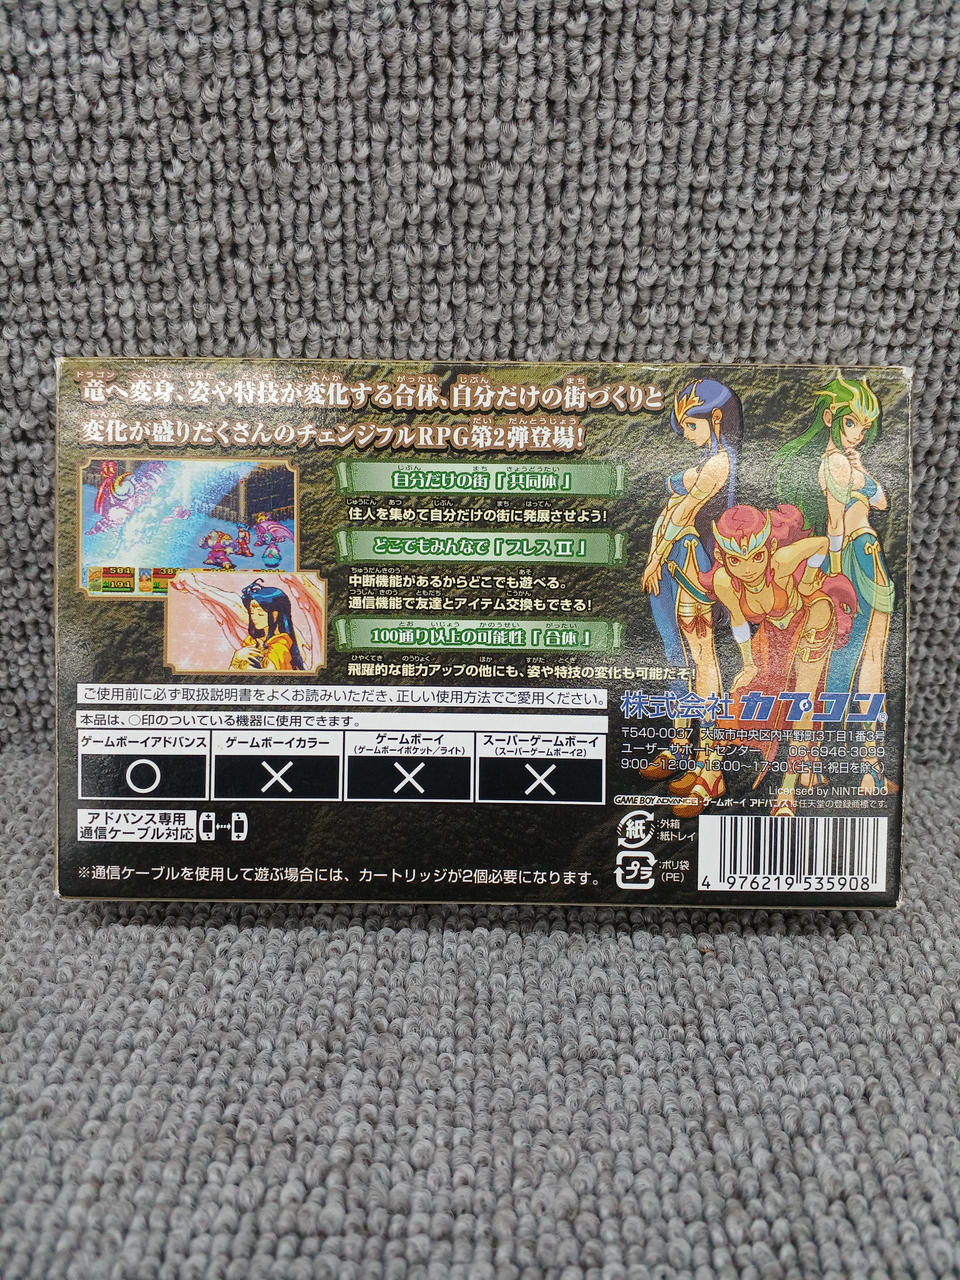 竜へ変身、姿や特技が変化する合体、自分だけの街づくりと
変化が盛りだくさんのチェンジフルRPG第2弾登場!
自分だけの街「共同体」
住人を集めて自分だけの街に発展させよう!
どこでもみんなで「ブレスⅡ」
中断機能があるからどこでも遊べる。
通信機能で友達とアイテム交換もできる!
100通り以上の可能性「合体」
飛躍的な能力アップの他にも、姿や特技の変化も可能だぞ!
ご使用前に必ず取扱説明書をよくお読みいただき、正しい使用方法でご愛用ください。
本品は、○印のついている機器に使用できます。
ゲームボーイアドバンス
ゲームボーイカラー
ゲームボーイ
(ゲームボーイポケット/ライト)
スーパーゲームボーイ
(スーパーゲームボーイ2)
○ × × ×
アドバンス専用
通信ケーブル対応
※通信ケーブルを使用して遊ぶ場合には、カートリッジが2個必要になります。
株式会社カプコン®
〒540-0037 大阪市中央区内平野町3丁目1番3号
ユーザーサポートセンター 06-6946-3099
9:00~12:00、13:00~17:30 (土・日・祝日を除く)
Licensed by NINTENDO
GAME BOY ADVANCE・ゲームボーイ アドバンスは任天堂の登録商標です。
紙 :外箱
:紙トレイ
プラ :ポリ袋
(PE)
4 976219 535908